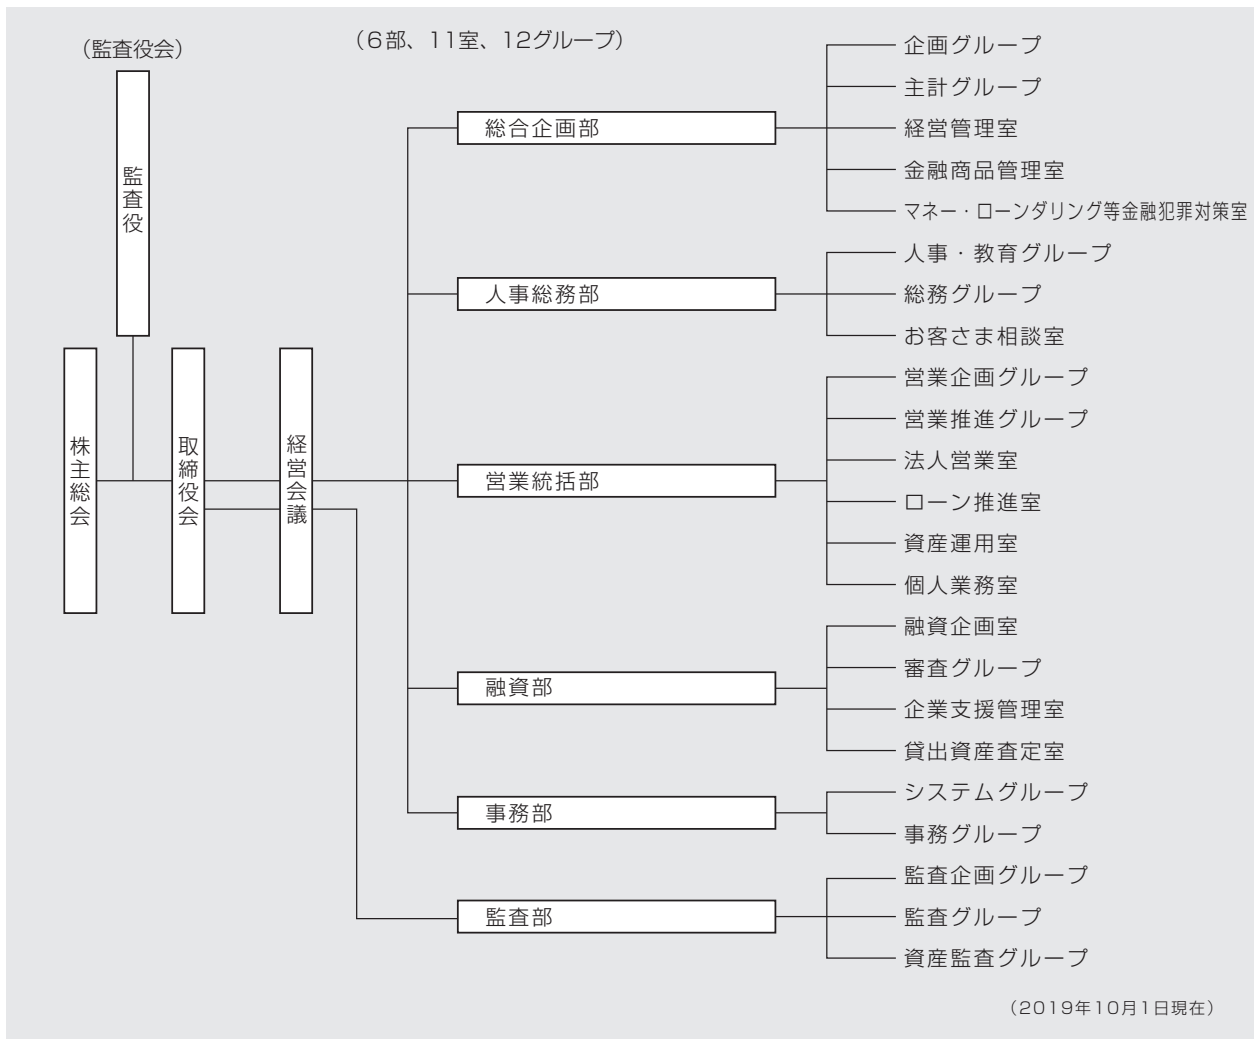 （6部、11室、12グループ）
（監査役会）
監査役
株主総会
取締役会
経営会議
総合企画部
企画グループ
主計グループ
経営管理室
金融商品管理室
マネー・ローンダリング等金融犯罪対策室
人事総務部
人事・教育グループ
総務グループ
お客さま相談室
営業統括部
営業企画グループ
営業推進グループ
法人営業室
ローン推進室
資産運用室
個人業務室
融資部
融資企画室
審査グループ
企業支援管理室
貸出資産査定室
事務部
システムグループ
事務グループ
監査部
監査企画グループ
監査グループ
資産監査グループ
（2019年10月1日現在）